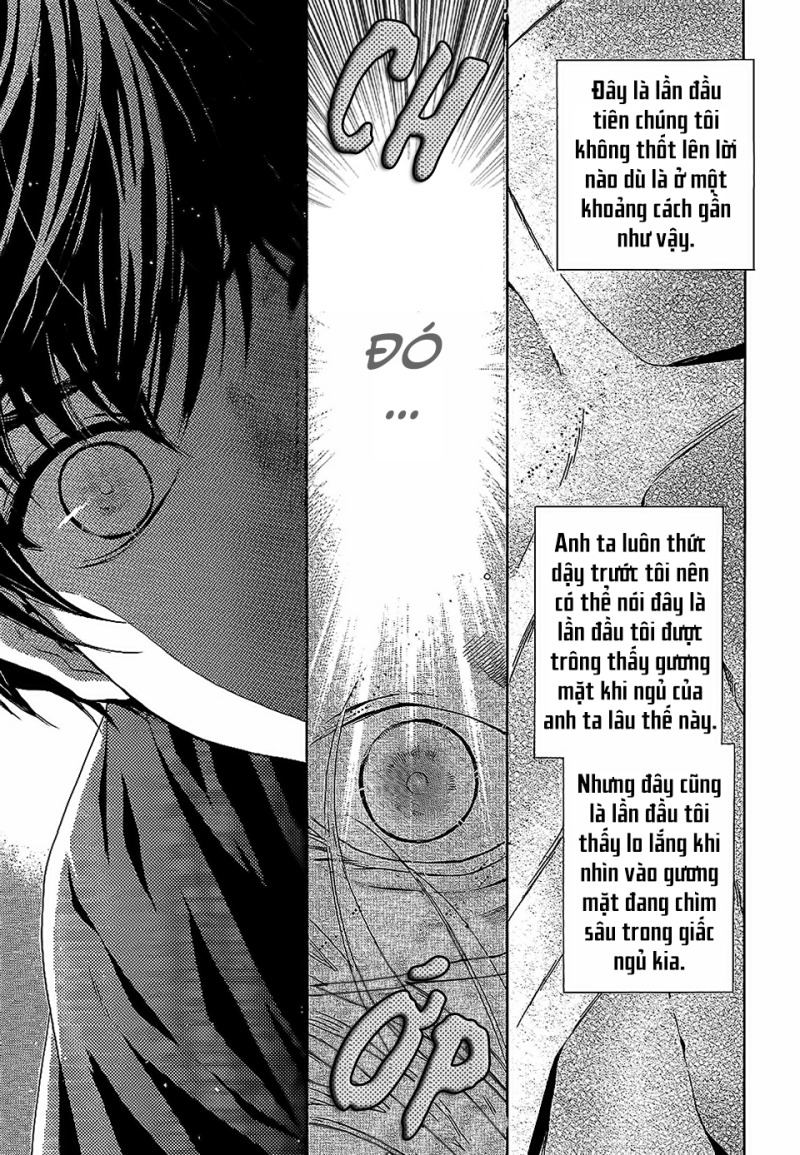 Đây là lần đầu
tiên chúng tôi
không thốt lên lời
nào dù là ở một
khoảng cách gần
như vậy.
Anh ta luôn thức
dậy trước tôi nên
có thể nói đây là
lần đầu tôi được
trông thấy gương
mặt khi ngủ của
anh ta lâu thế này.
Nhưng đây cũng
là lần đầu tôi
thấy lo lắng khi
nhìn vào gương
mặt đang chìm
sâu trong giấc
ngủ kia.
CH
ỚP
ĐÓ
...